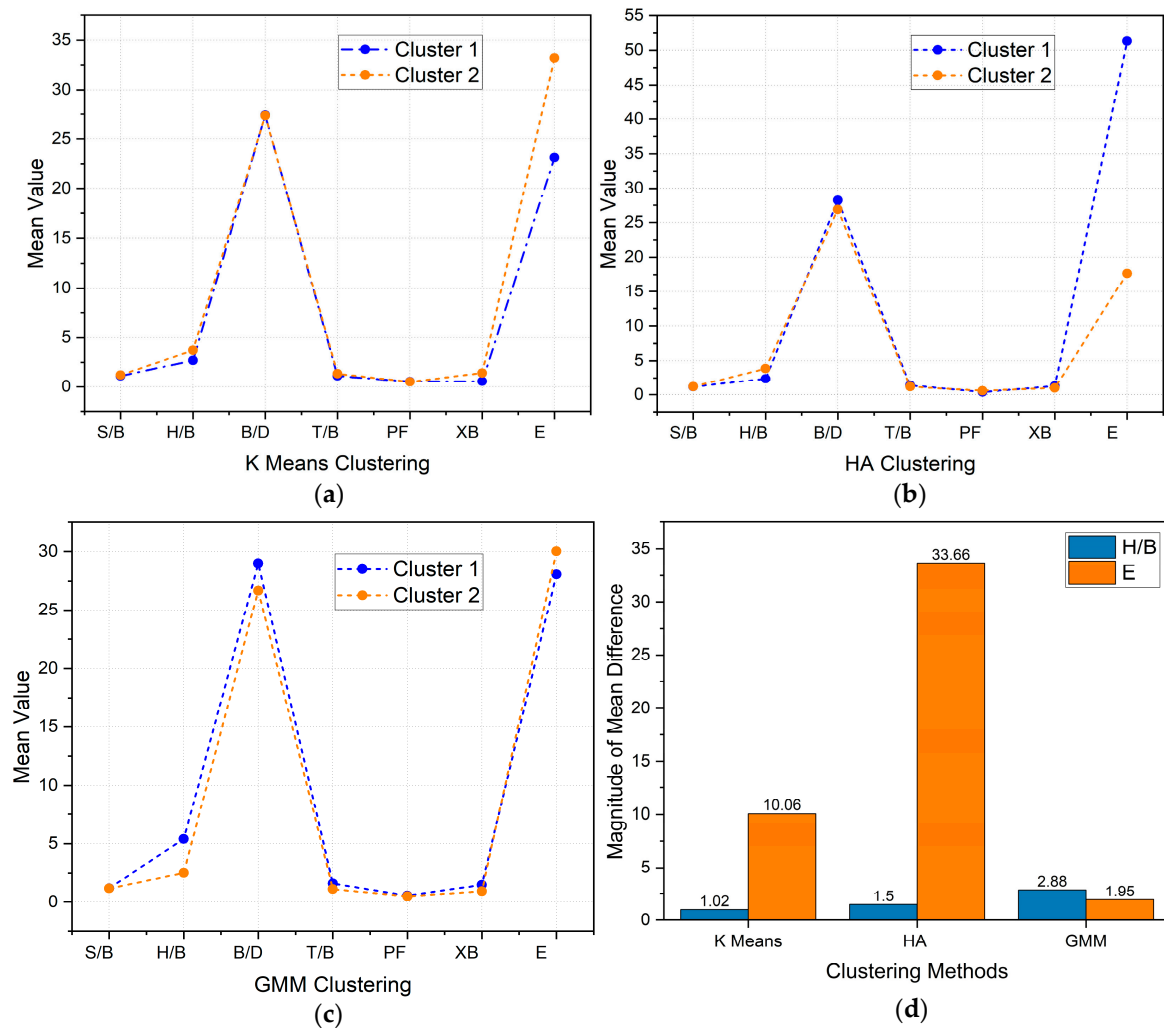 35
30
25
20
15
10
5
0
Mean Value
Cluster 1
Cluster 2
S/B H/B B/D T/B PF XB E
K Means Clustering
(a)
55
50
45
40
35
30
25
20
15
10
5
0
Mean Value
Cluster 1
Cluster 2
S/B H/B B/D T/B PF XB E
HA Clustering
(b)
30
25
20
15
10
5
0
Mean Value
Cluster 1
Cluster 2
S/B H/B B/D T/B PF XB E
GMM Clustering
(c)
35
30
25
20
15
10
5
0
Magnitude of Mean Difference
H/B
E
1.02 10.06 1.5 33.66 2.88 1.95
K Means HA GMM
Clustering Methods
(d)